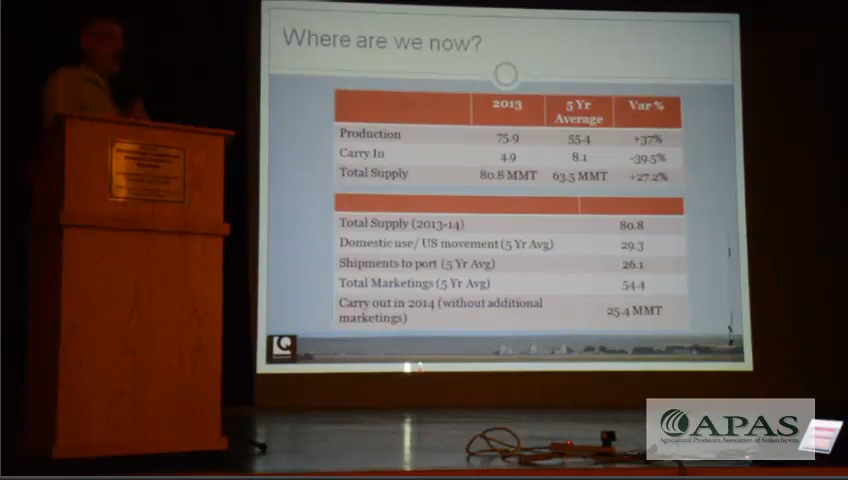 Where are we now?
2013 5 Yr Average Var %
Production 75.9 55.4 +37%
Carry In 4.9 8.1 -39.5%
Total Supply 80.8 MMT 63.5 MMT +27.2%
Total Supply (2013-14) 80.8
Domestic use/ US movement (5 Yr Avg) 29.3
Shipments to port (5 Yr Avg) 26.1
Total Marketings (5 Yr Avg) 54.4
Carry out in 2014 (without additional
marketings) 25.4 MMT
APAS
Agricultural Producers Association of Saskatchewan